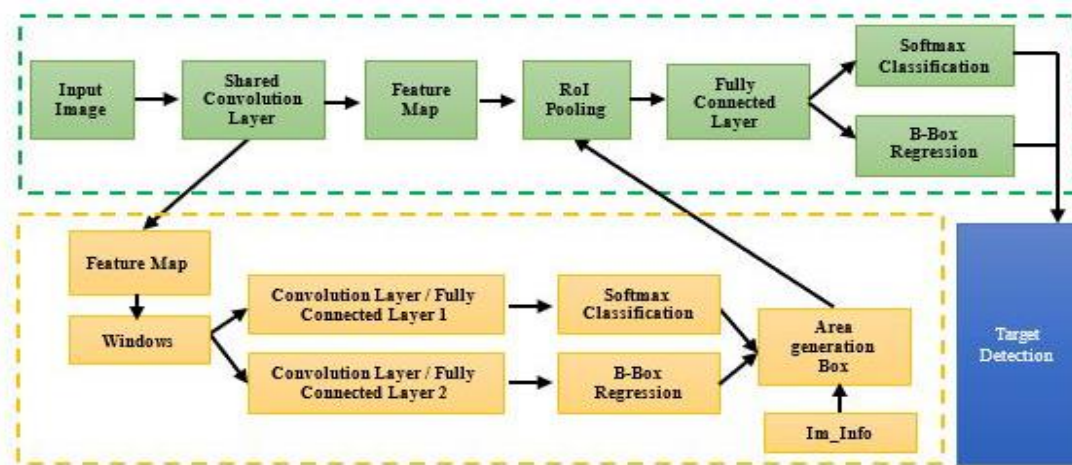 Input
Image
Shared
Convolution
Layer
Feature
Map
RoI
Pooling
Fully
Connected
Layer
Softmax
Classification
B-Box
Regression
Feature Map
Windows
Convolution Layer / Fully
Connected Layer 1
Convolution Layer / Fully
Connected Layer 2
Softmax
Classification
B-Box
Regression
Area
generation
Box
Im_Info
Target
Detection